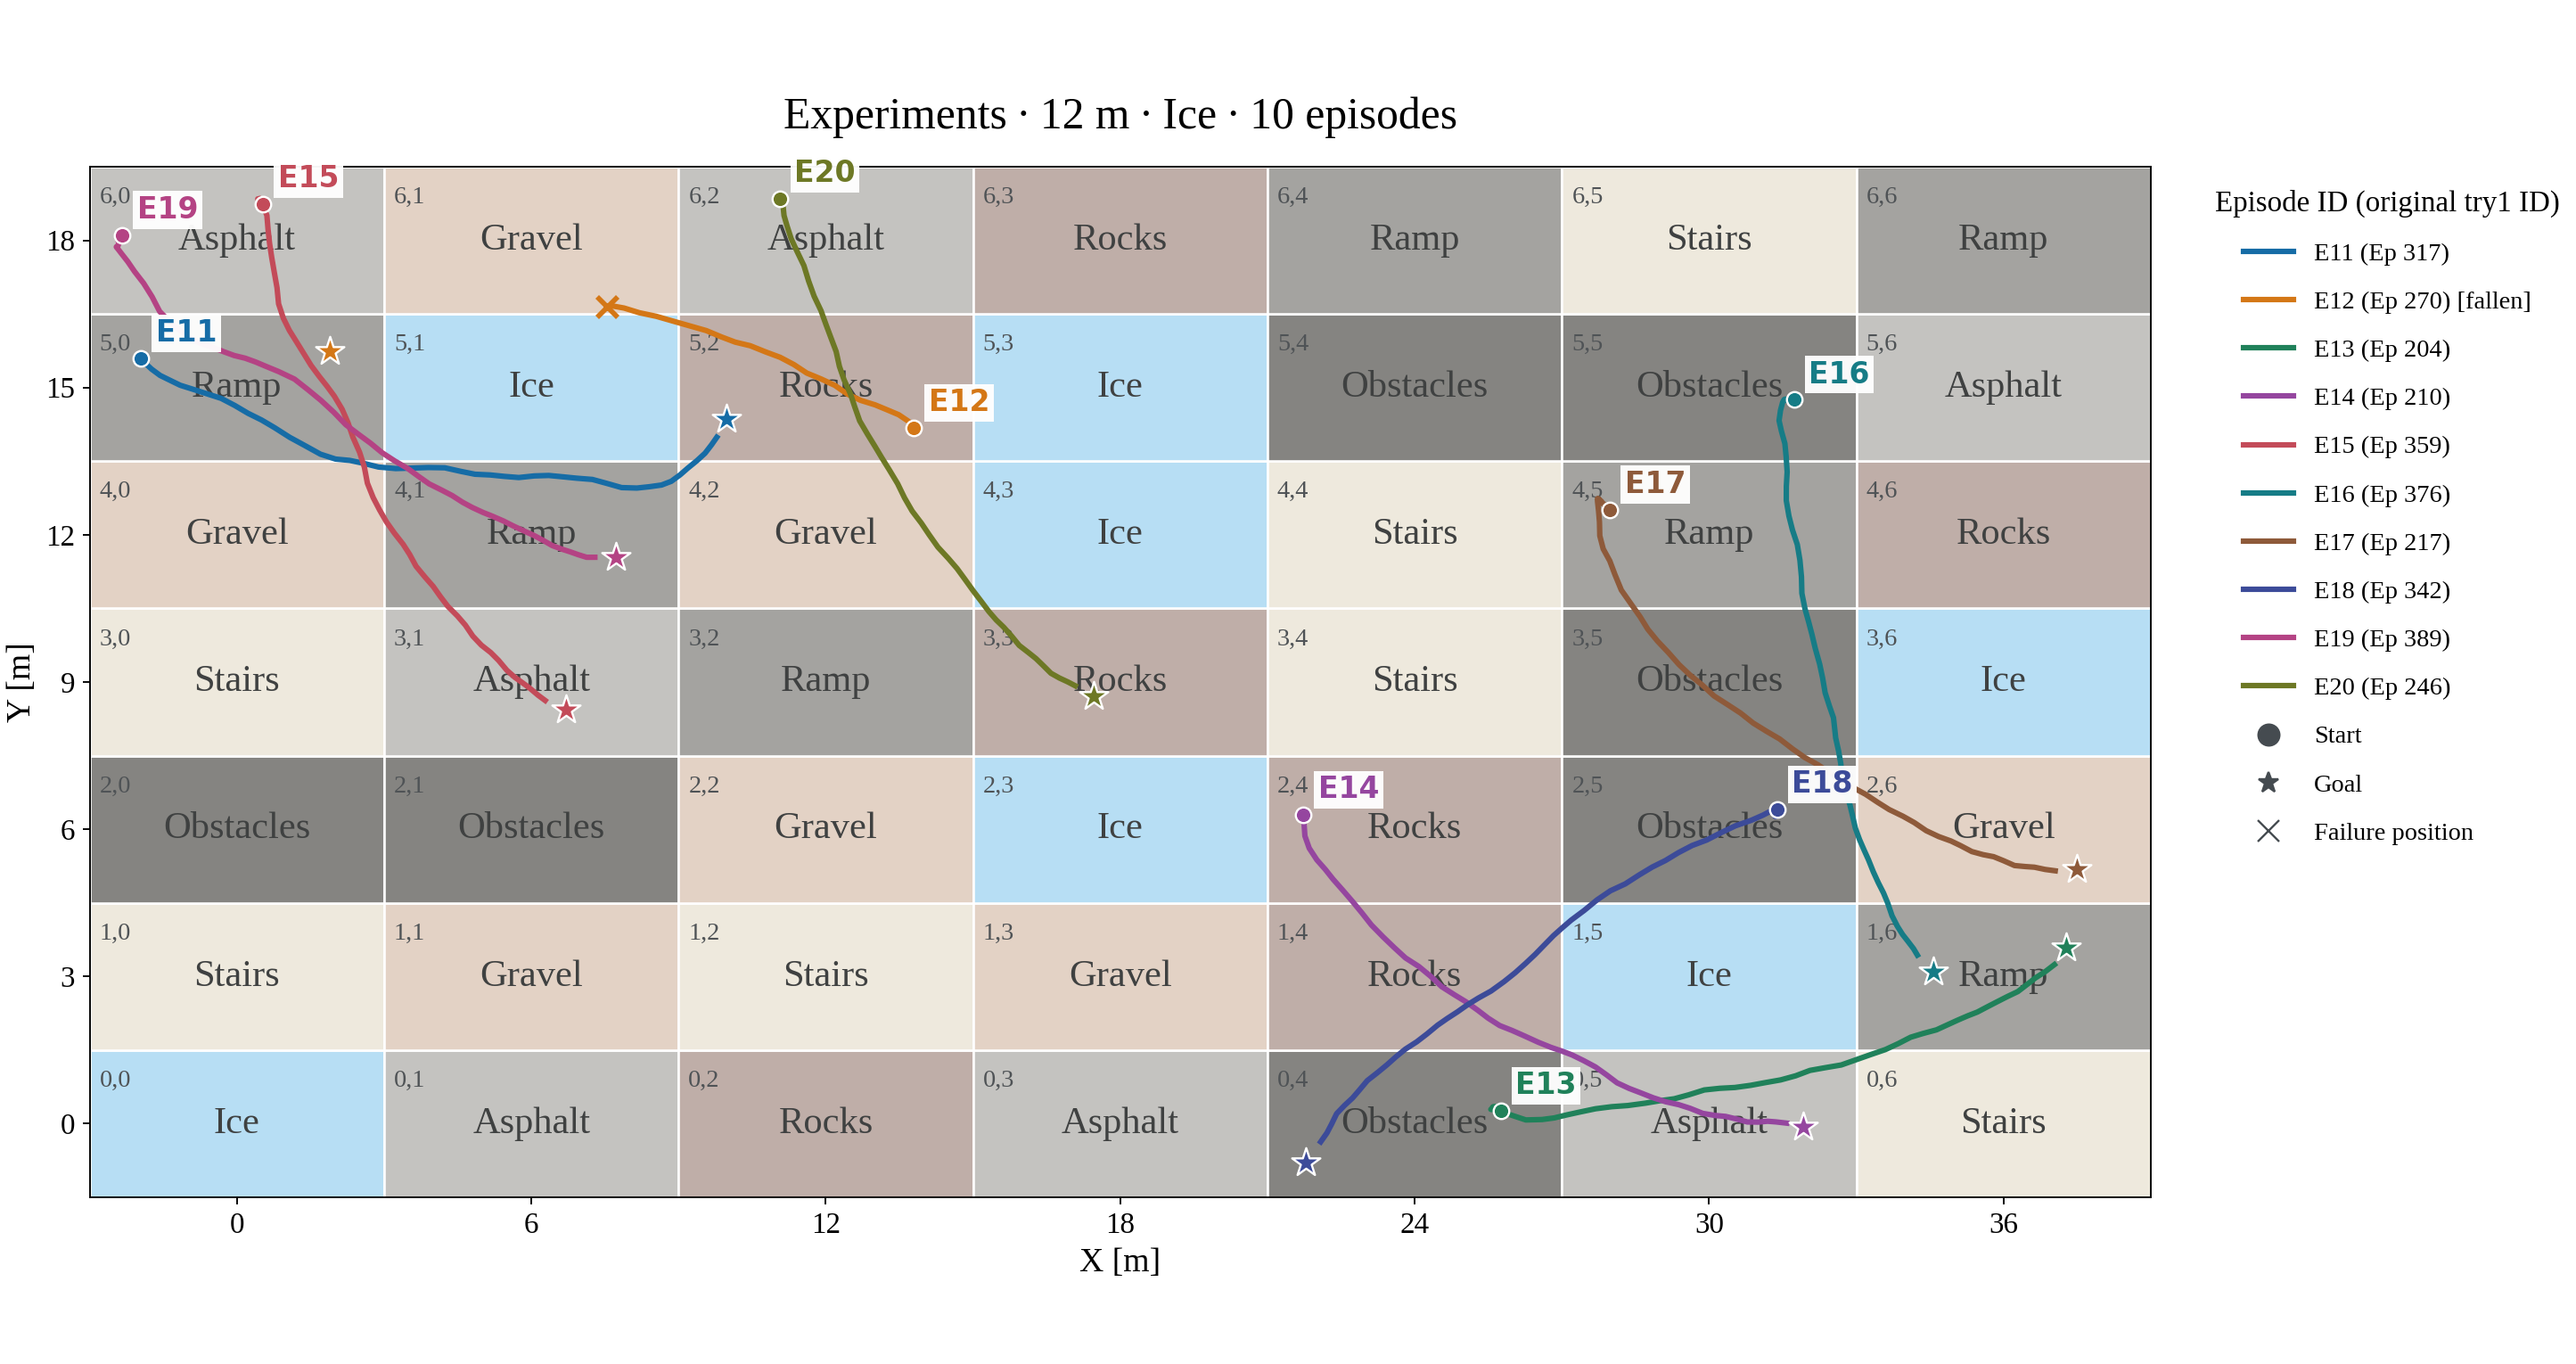 Experiments · 12 m · Ice · 10 episodes
E15
E20
6,0
E19
Asphalt
6,1
Gravel
6,2
Asphalt
6,3
Rocks
6,4
Ramp
6,5
Stairs
6,6
Ramp
5,0
E11
Ramp
5,1
Ice
5,2
Rocks
E12
5,3
Ice
5,4
Obstacles
5,5
Obstacles
E16
5,6
Asphalt
4,0
Gravel
4,1
Ramp
4,2
Gravel
4,3
Ice
4,4
Stairs
4,5
E17
Ramp
4,6
Rocks
3,0
Stairs
3,1
Asphalt
3,2
Ramp
3,3
Rocks
3,4
Stairs
3,5
Obstacles
3,6
Ice
2,0
Obstacles
2,1
Obstacles
2,2
Gravel
2,3
Ice
2,4
E14
Rocks
2,5
Obstacles
E18
2,6
Gravel
1,0
Stairs
1,1
Gravel
1,2
Stairs
1,3
Gravel
1,4
Rocks
1,5
Ice
1,6
Ramp
0,0
Ice
0,1
Asphalt
0,2
Rocks
0,3
Asphalt
0,4
Obstacles
E13
,5
Asphalt
0,6
Stairs
18
15
12
9
6
3
0
Y [m]
0
6
12
18
24
30
36
X [m]
Episode ID (original try1 ID)
E11 (Ep 317)
E12 (Ep 270) [fallen]
E13 (Ep 204)
E14 (Ep 210)
E15 (Ep 359)
E16 (Ep 376)
E17 (Ep 217)
E18 (Ep 342)
E19 (Ep 389)
E20 (Ep 246)
Start
Goal
Failure position